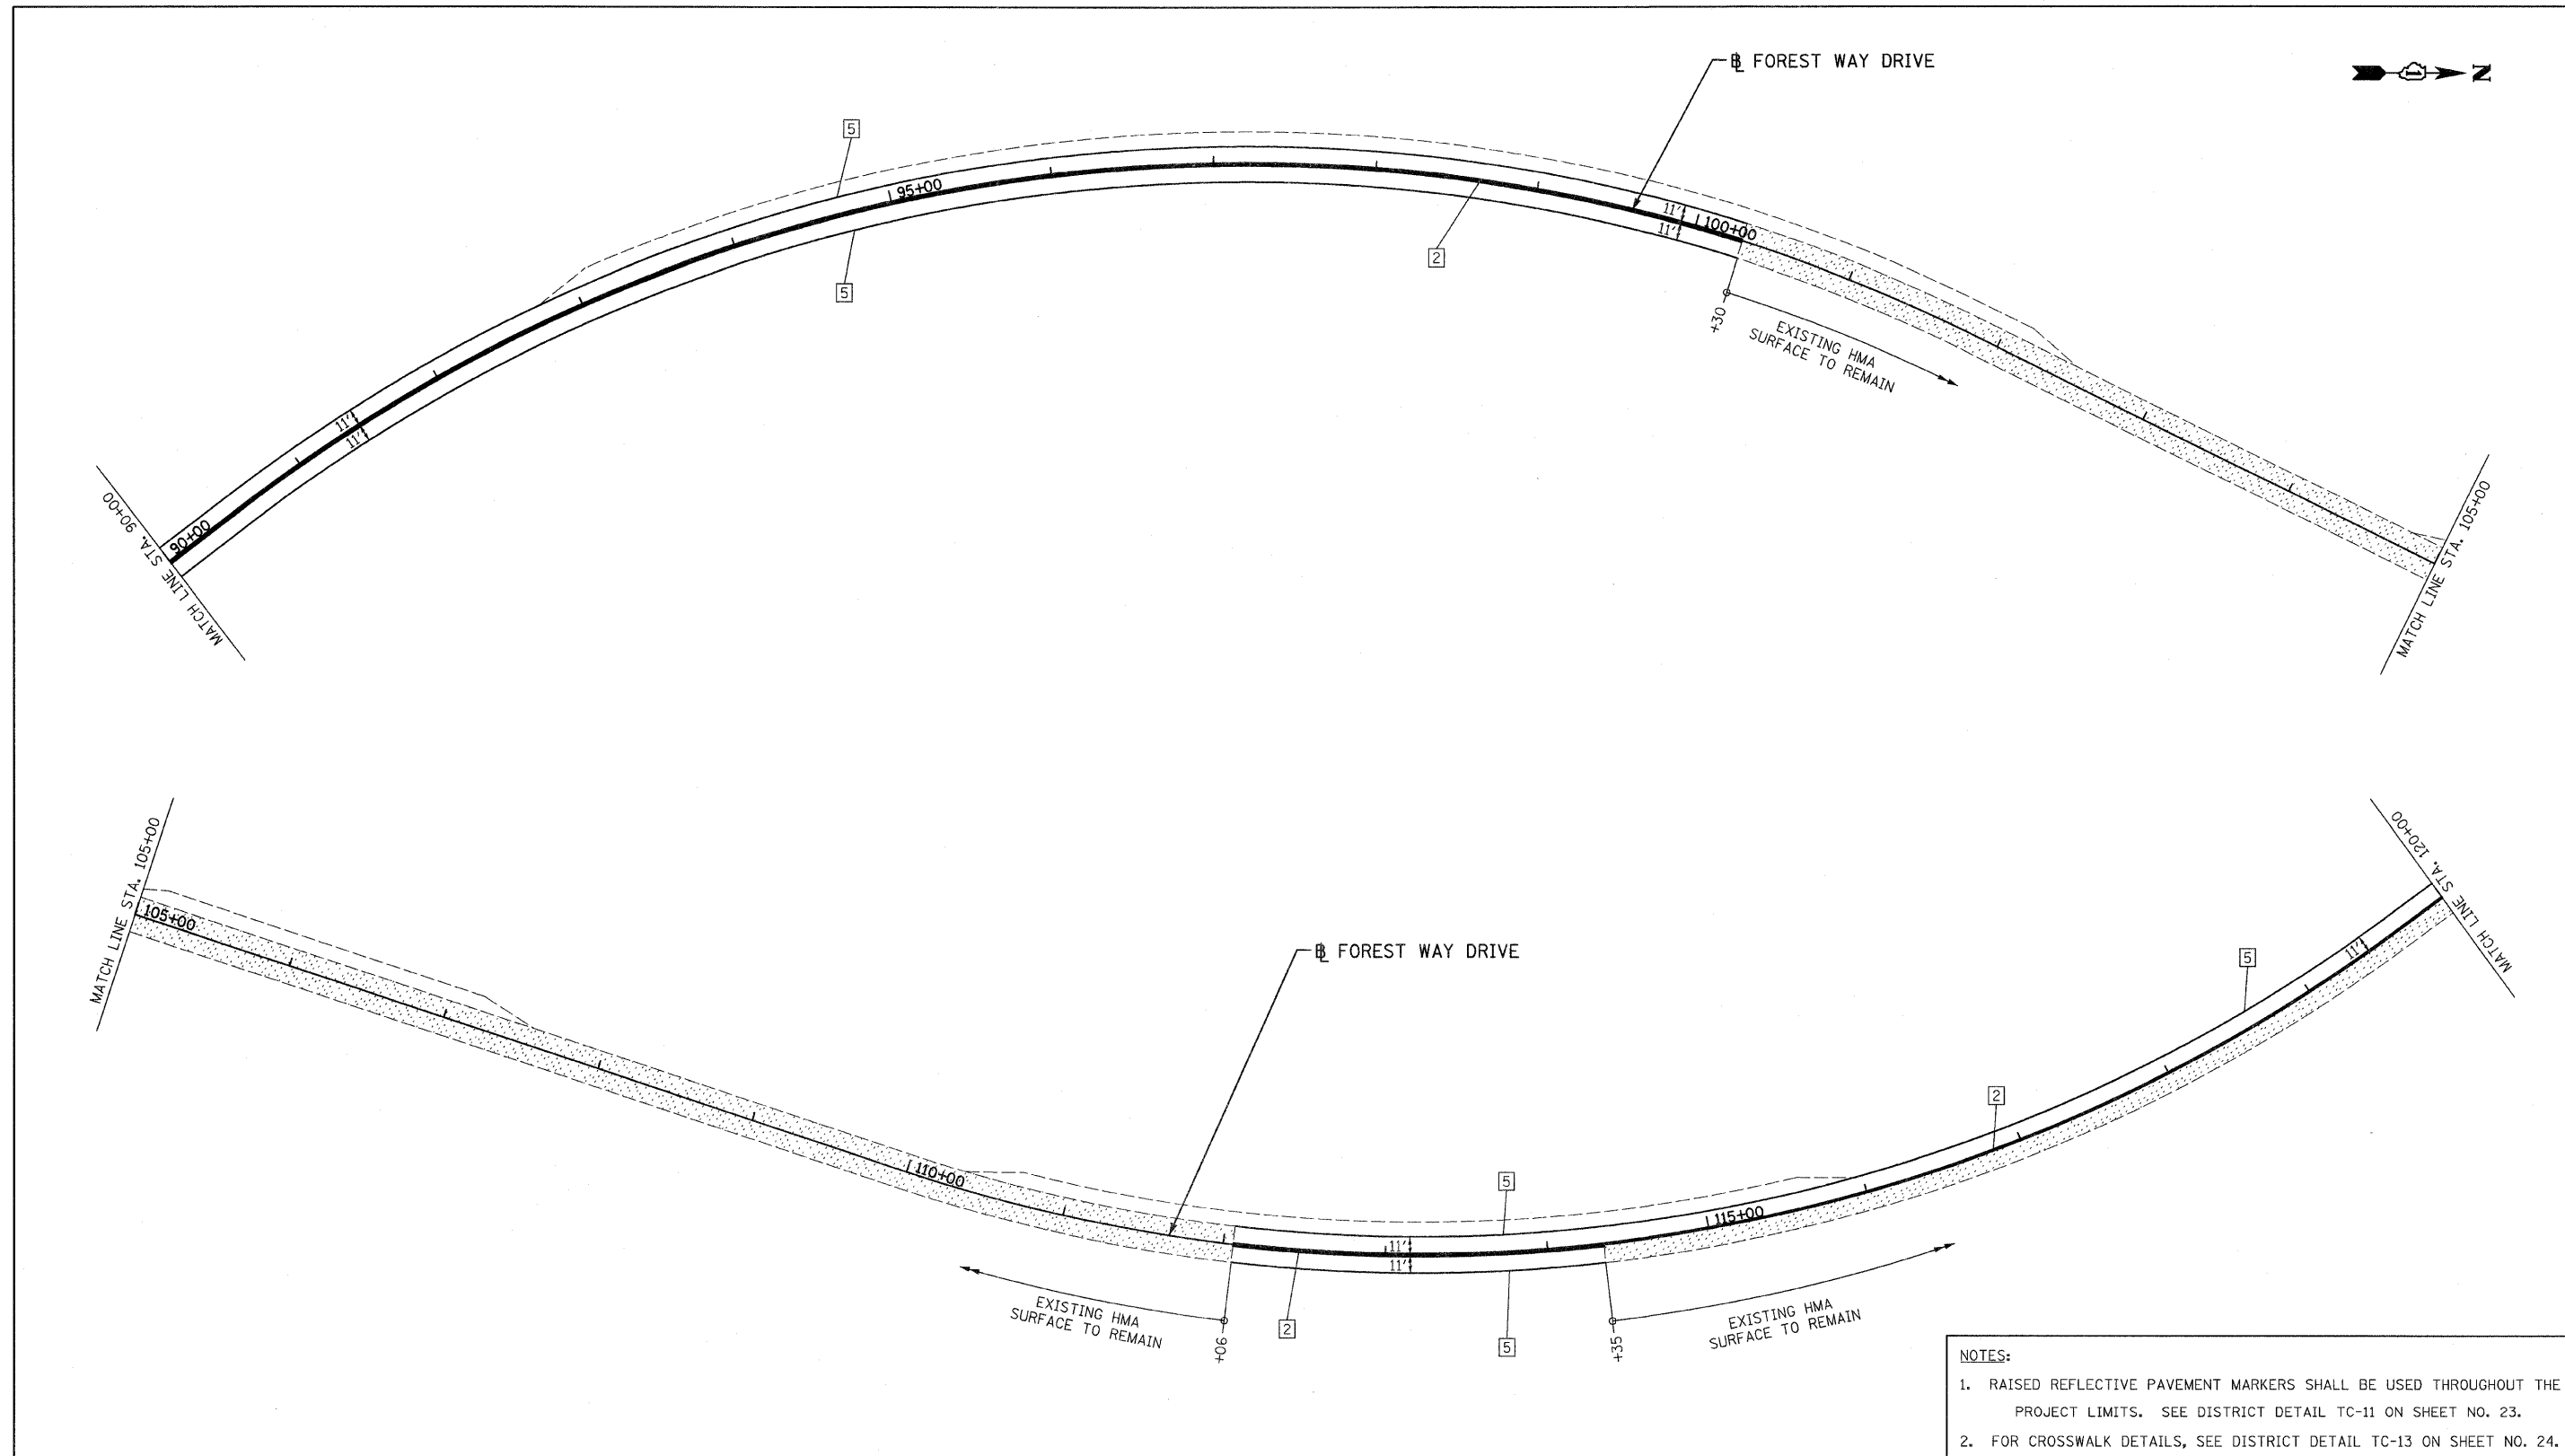 ℄ FOREST WAY DRIVE
N
5
95+00
11'
100+00
11'
2
5
+30
EXISTING HMA
SURFACE TO REMAIN
11'
11'
90+00
MATCH LINE STA. 90+00
MATCH LINE STA. 105+00
MATCH LINE STA. 105+00
105+00
MATCH LINE STA. 120+00
℄ FOREST WAY DRIVE
11'
5
2
110+00
5
115+00
11'
11'
EXISTING HMA
SURFACE TO REMAIN
+06
2
5
+35
EXISTING HMA
SURFACE TO REMAIN
NOTES:
1. RAISED REFLECTIVE PAVEMENT MARKERS SHALL BE USED THROUGHOUT THE
PROJECT LIMITS. SEE DISTRICT DETAIL TC-11 ON SHEET NO. 23.
2. FOR CROSSWALK DETAILS, SEE DISTRICT DETAIL TC-13 ON SHEET NO. 24.